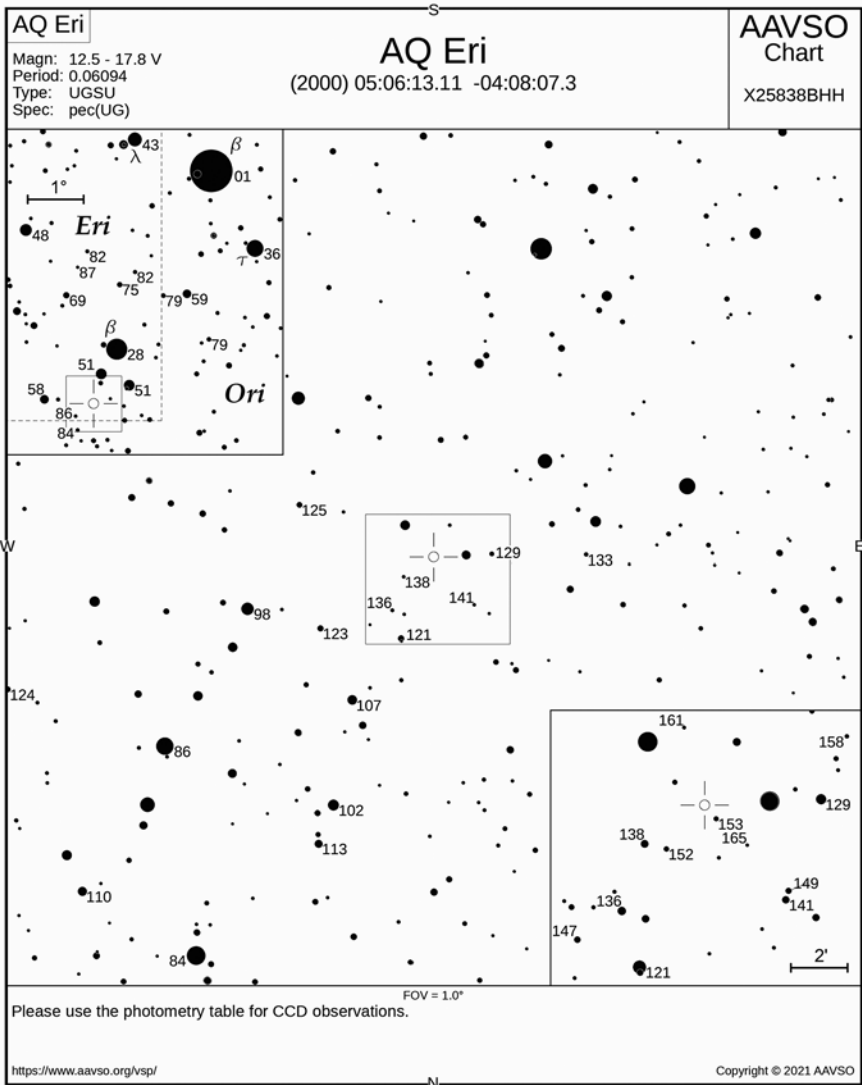 S
AQ Eri
Magn: 12.5 - 17.8 V
Period: 0.06094
Type: UGSU
Spec: pec(UG)
AQ Eri
(2000) 05:06:13.11 -04:08:07.3
AAVSO
Chart
X25838BHH
43
λ
β
01
1°
Eri
48
36
τ
82
87
82
75
69
79
59
β
28
79
51
51
58
Ori
86
84
125
W
E
129
133
138
136
141
98
123
121
124
107
86
102
113
110
84
161
158
129
153
138
165
152
149
136
141
147
2'
121
FOV = 1.0°
Please use the photometry table for CCD observations.
https://www.aavso.org/vsp/
N
Copyright © 2021 AAVSO